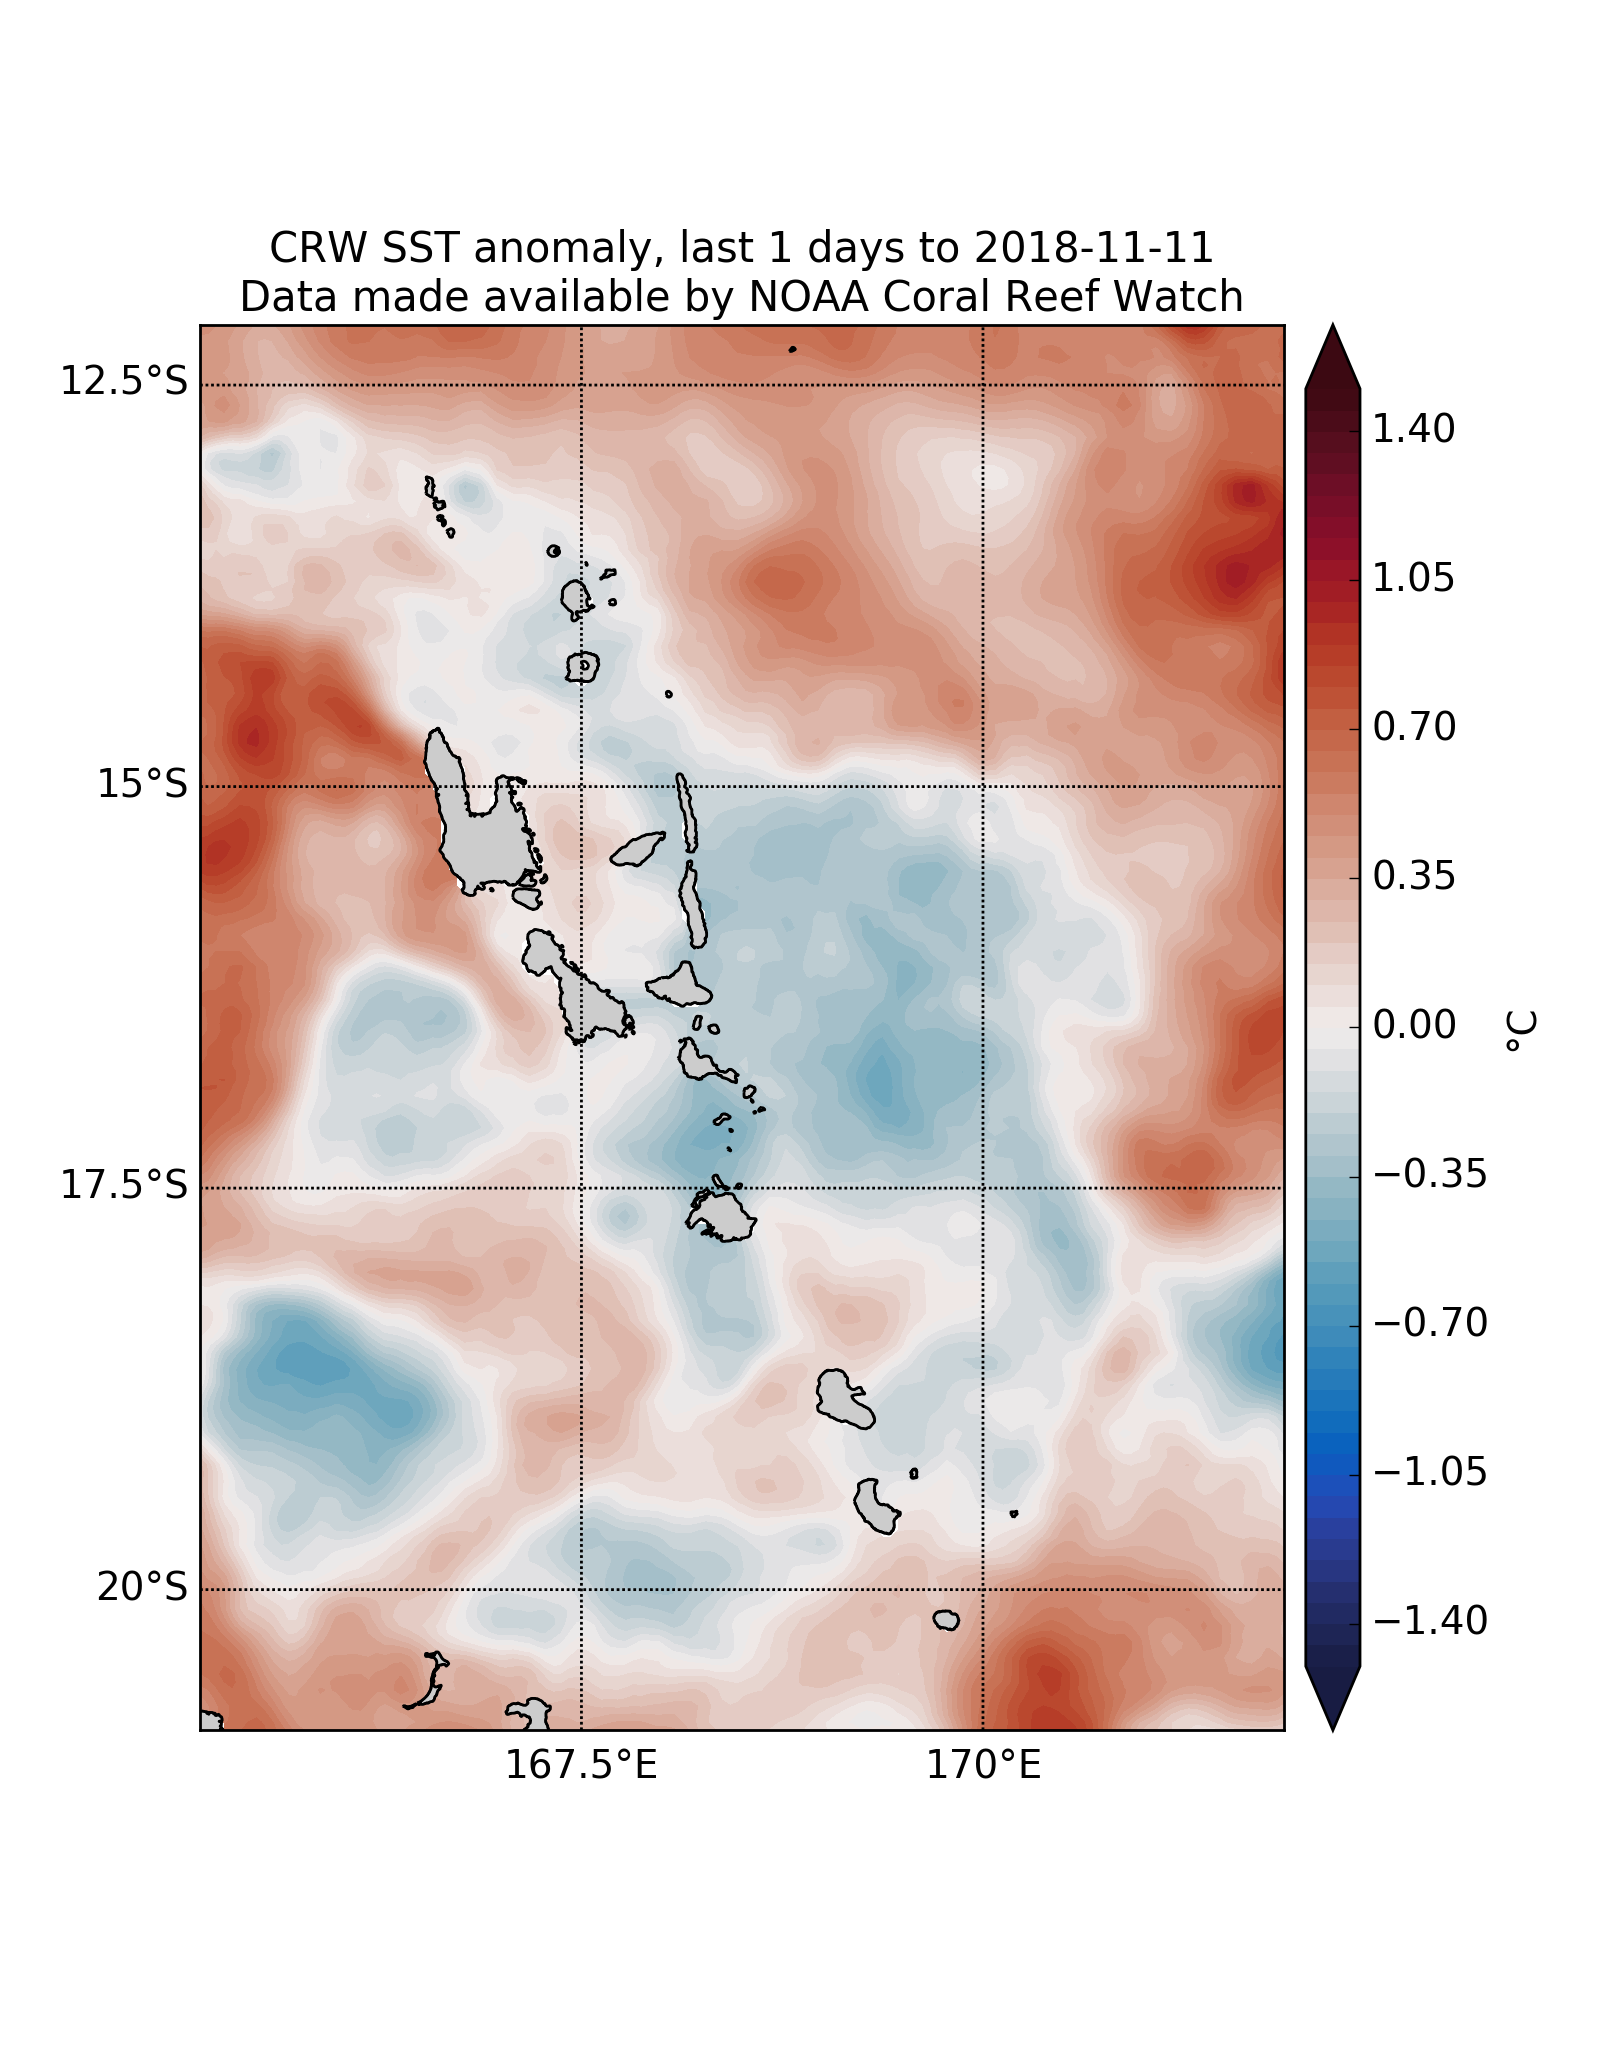 CRW SST anomaly, last 1 days to 2018-11-11
Data made available by NOAA Coral Reef Watch
12.5°S
15°S
17.5°S
20°S
167.5°E
170°E
1.40
1.05
0.70
0.35
0.00
−0.35
−0.70
−1.05
−1.40
°C